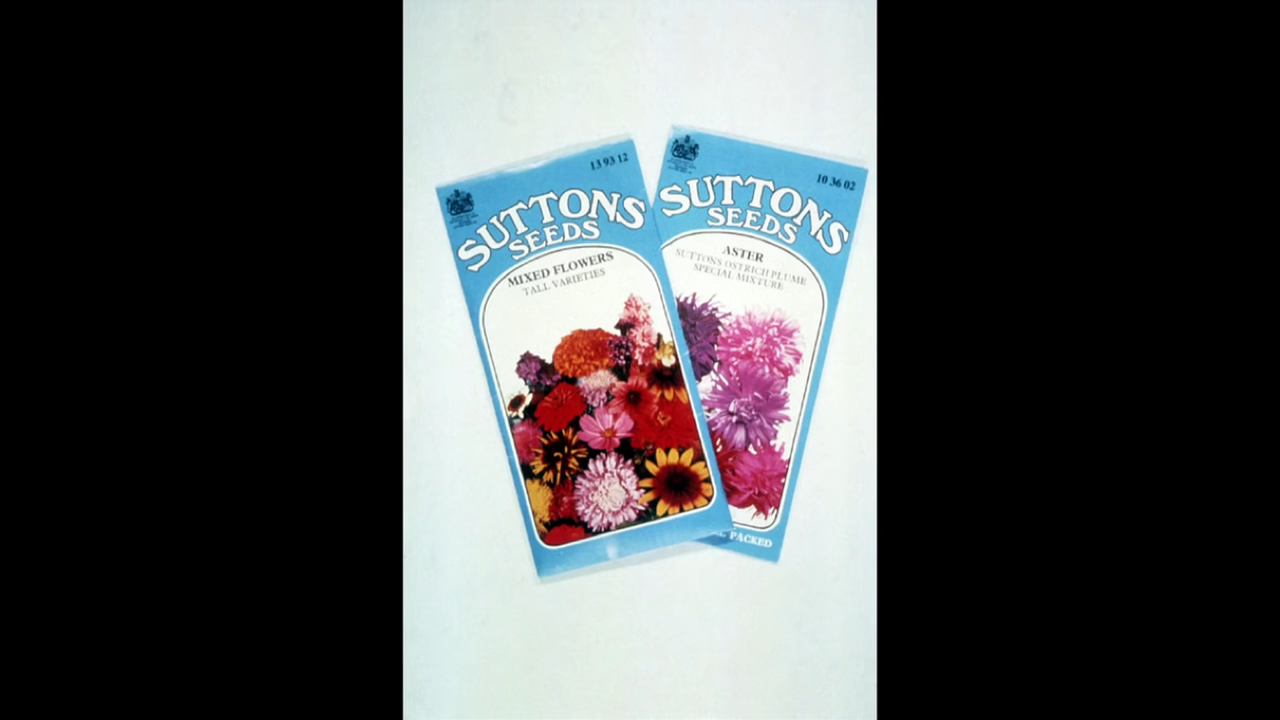 13 93 12
SUTTONS
SEEDS
MIXED FLOWERS
TALL VARIETIES
10 36 02
SUTTONS
SEEDS
ASTER
SUTTONS OSTRICH PLUME
SPECIAL MIXTURE
PACKED